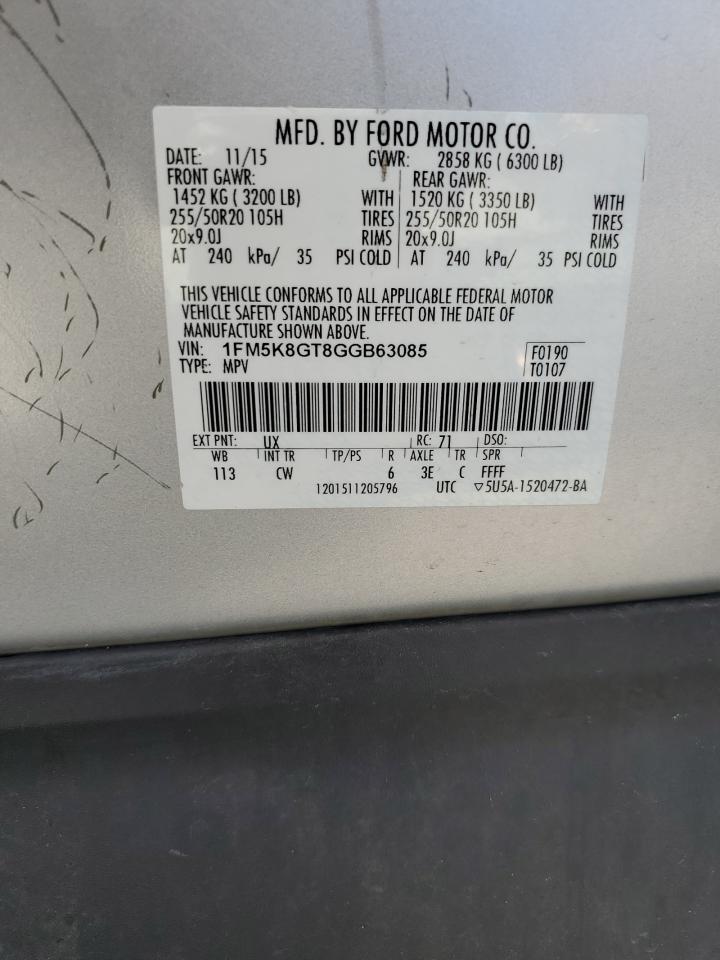 MFD. BY FORD MOTOR CO.
DATE: 11/15 GVWR: 2858 KG ( 6300 LB)
FRONT GAWR: REAR GAWR:
1452 KG ( 3200 LB) WITH 1520 KG ( 3350 LB) WITH
255/50R20 105H TIRES 255/50R20 105H TIRES
20x9.0J RIMS 20x9.0J RIMS
AT 240 kPa/ 35 PSI COLD AT 240 kPa/ 35 PSI COLD
THIS VEHICLE CONFORMS TO ALL APPLICABLE FEDERAL MOTOR
VEHICLE SAFETY STANDARDS IN EFFECT ON THE DATE OF
MANUFACTURE SHOWN ABOVE.
VIN: 1FM5K8GT8GGB63085 F0190
TYPE: MPV T0107
EXT PNT: UX RC: 71 DSO:
WB INT TR TP/PS R AXLE TR SPR
113 CW 6 3E C FFFF
1201511205796 UTC ▽5U5A-1520472-BA